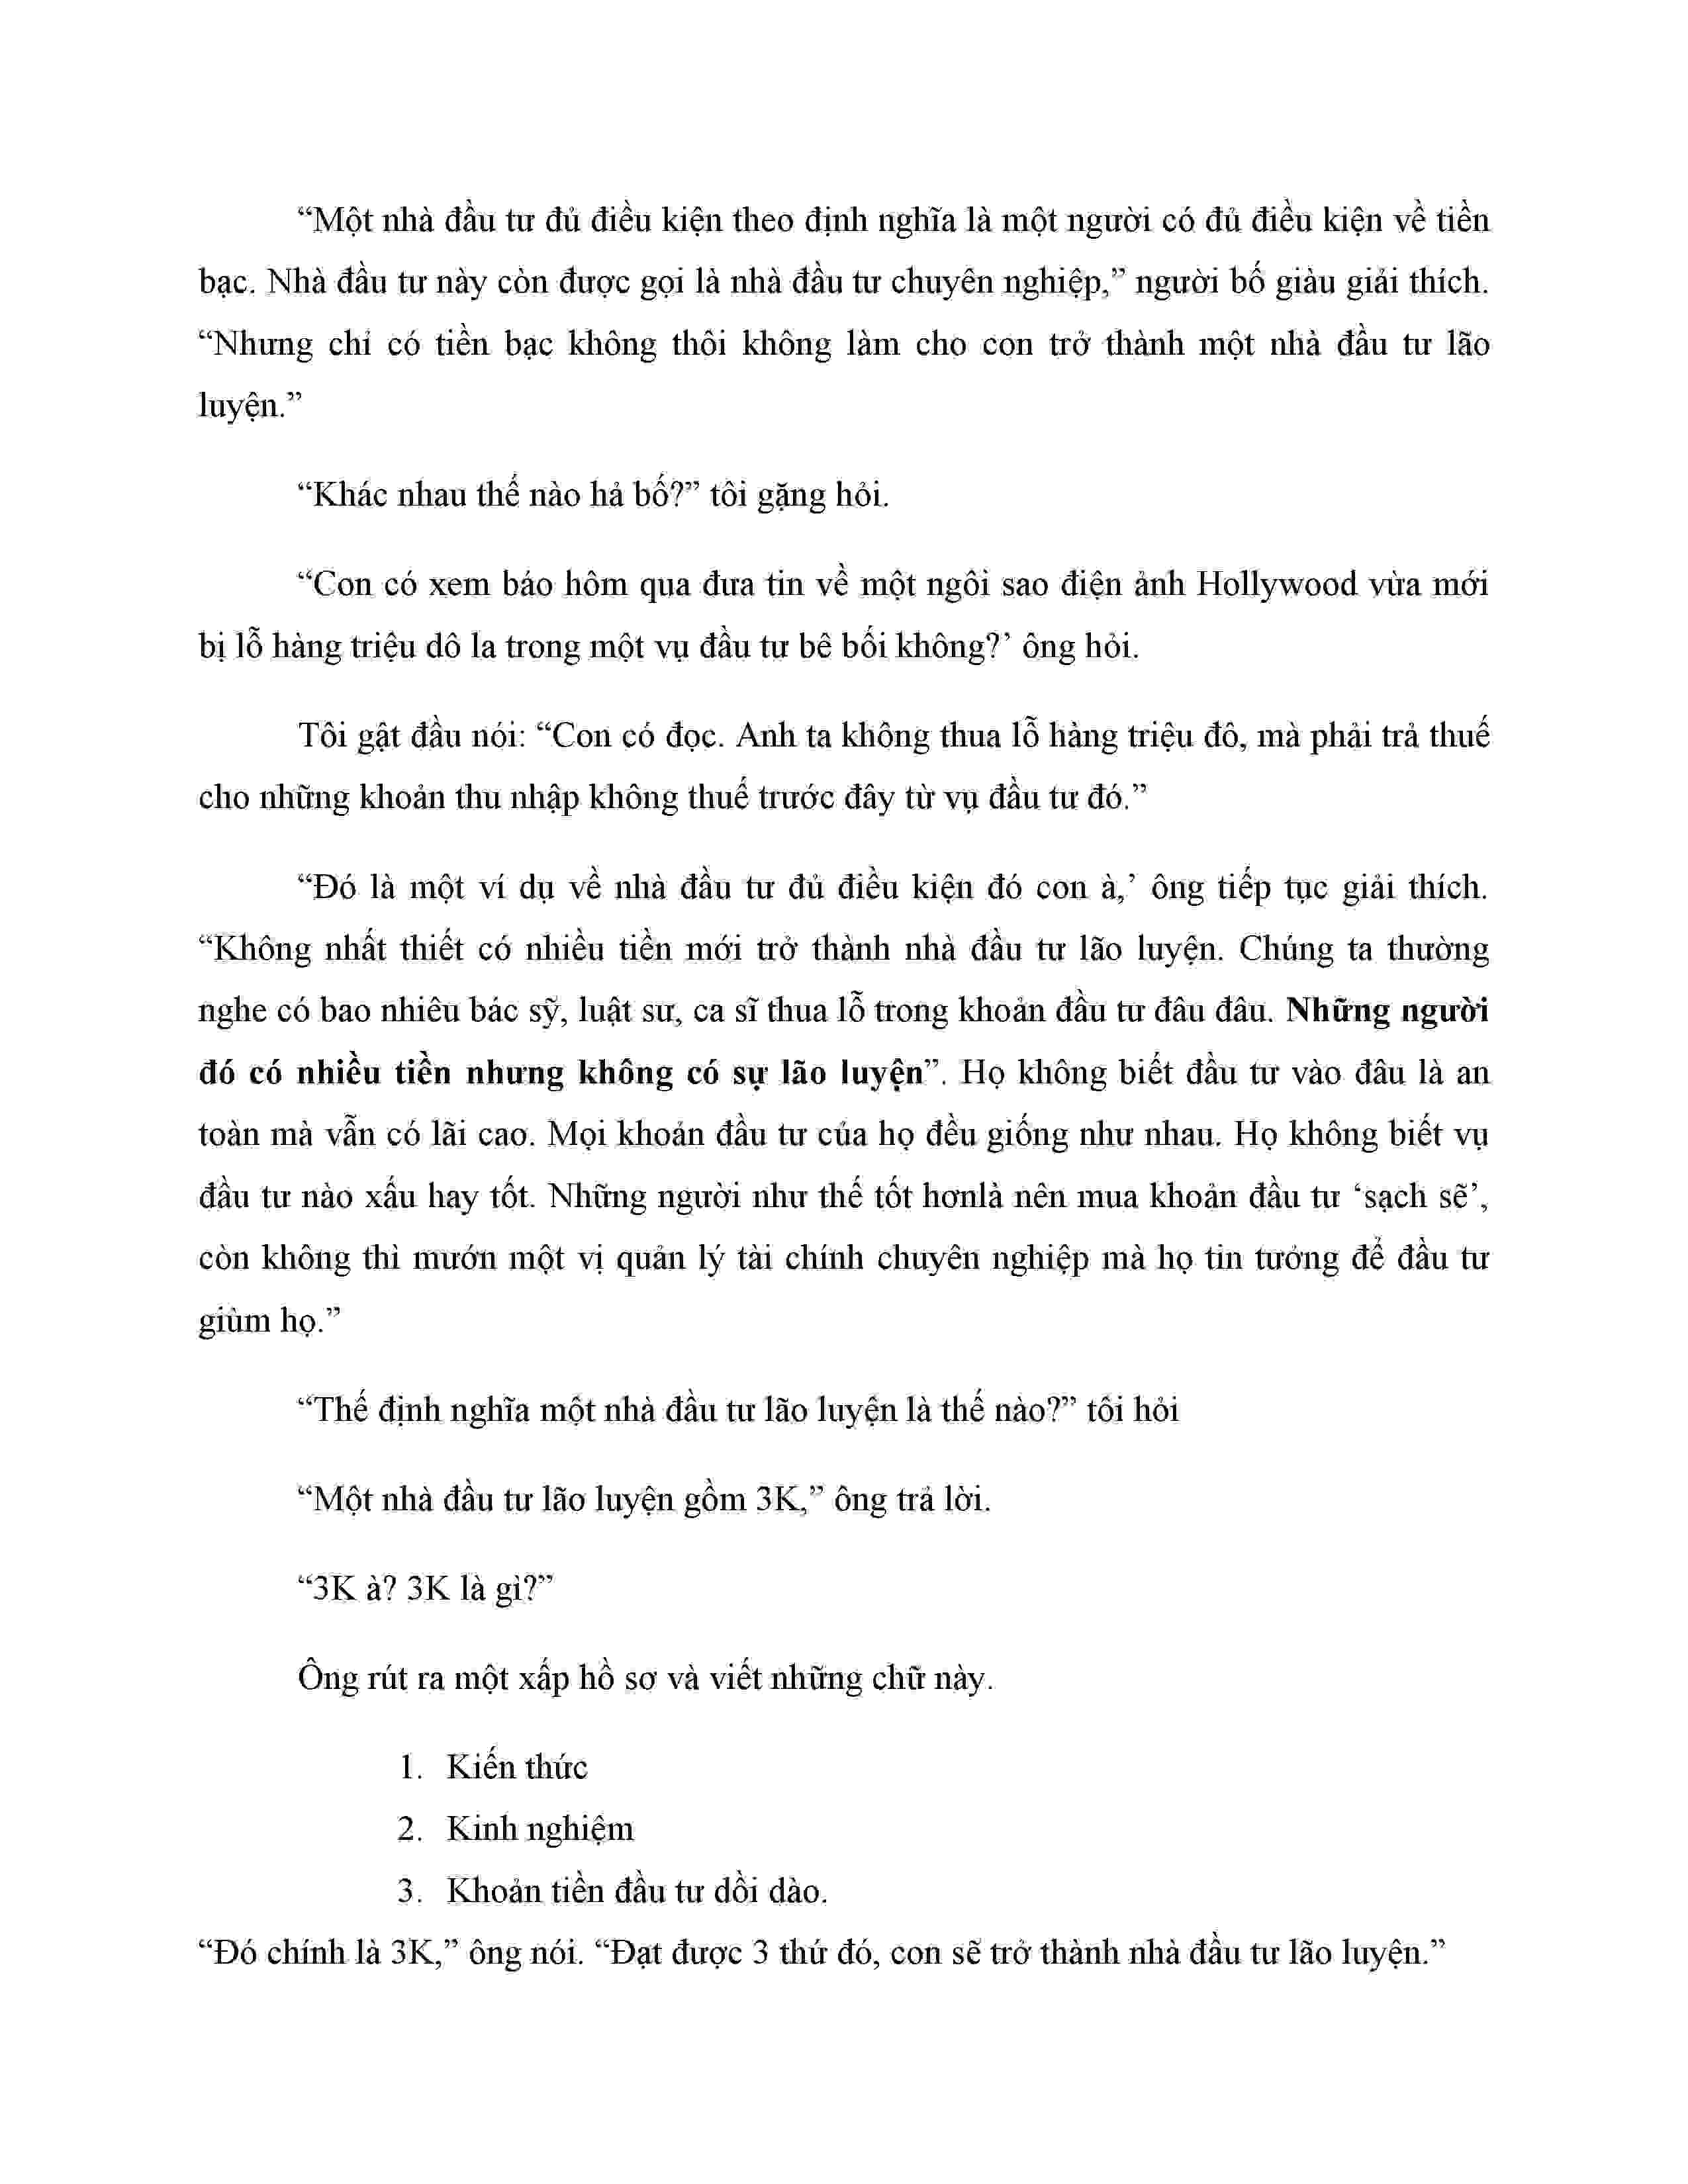 “Một nhà đầu tư đủ điều kiện theo định nghĩa là một người có đủ điều kiện về tiền
bạc. Nhà đầu tư này còn được gọi là nhà đầu tư chuyên nghiệp,” người bố giàu giải thích.
“Nhưng chỉ có tiền bạc không thôi không làm cho con trở thành một nhà đầu tư lão
luyện.”
“Khác nhau thế nào hả bố?” tôi gặng hỏi.
“Con có xem báo hôm qua đưa tin về một ngôi sao điện ảnh Hollywood vừa mới
bị lỗ hàng triệu dô la trong một vụ đầu tư bê bối không?’ ông hỏi.
Tôi gật đầu nói: “Con có đọc. Anh ta không thua lỗ hàng triệu đô, mà phải trả thuế
cho những khoản thu nhập không thuế trước đây từ vụ đầu tư đó.”
“Đó là một ví dụ về nhà đầu tư đủ điều kiện đó con à,’ ông tiếp tục giải thích.
“Không nhất thiết có nhiều tiền mới trở thành nhà đầu tư lão luyện. Chúng ta thường
nghe có bao nhiêu bác sỹ, luật sư, ca sĩ thua lỗ trong khoản đầu tư đâu đâu. Những người
đó có nhiều tiền nhưng không có sự lão luyện”. Họ không biết đầu tư vào đâu là an
toàn mà vẫn có lãi cao. Mọi khoản đầu tư của họ đều giống như nhau. Họ không biết vụ
đầu tư nào xấu hay tốt. Những người như thế tốt hơnlà nên mua khoản đầu tư ‘sạch sẽ’,
còn không thì mướn một vị quản lý tài chính chuyên nghiệp mà họ tin tưởng để đầu tư
giùm họ.”
“Thế định nghĩa một nhà đầu tư lão luyện là thế nào?” tôi hỏi
“Một nhà đầu tư lão luyện gồm 3K,” ông trả lời.
“3K à? 3K là gì?”
Ông rút ra một xấp hồ sơ và viết những chữ này.
1. Kiến thức
2. Kinh nghiệm
3. Khoản tiền đầu tư dồi dào.
“Đó chính là 3K,” ông nói. “Đạt được 3 thứ đó, con sẽ trở thành nhà đầu tư lão luyện.”